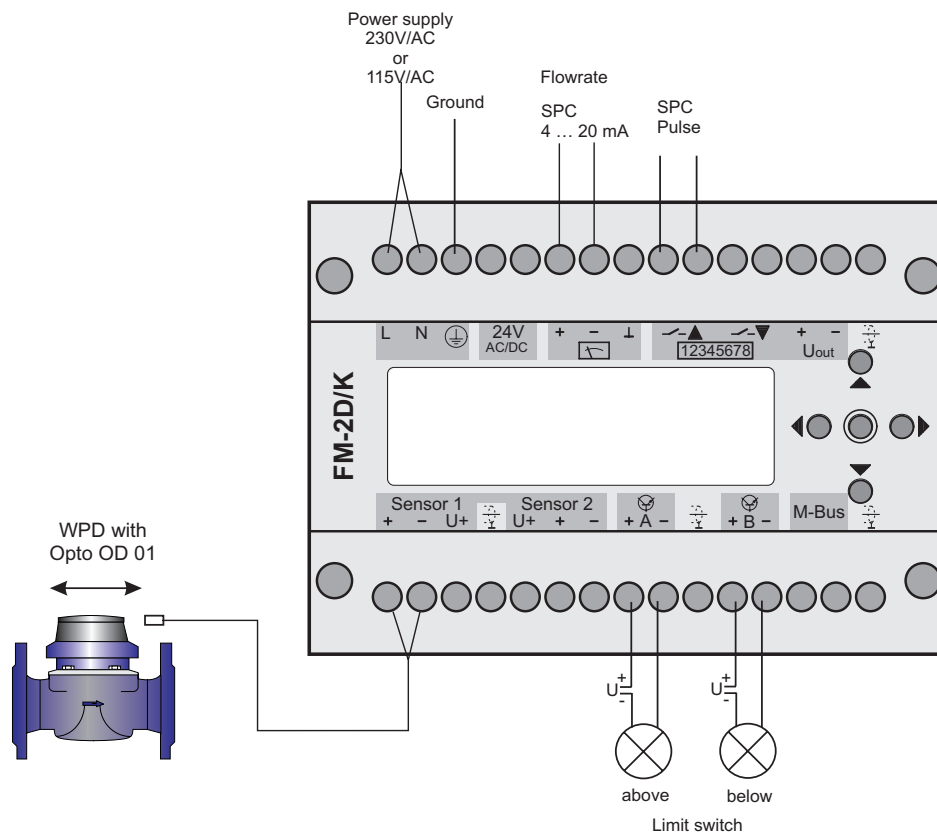 Power supply
230V/AC
or
115V/AC
Ground
Flowrate
SPC
4 … 20 mA
SPC
Pulse
L N 24V + − ⊥ + −
AC/DC 12345678 Uout
FM-2D/K
Sensor 1 Sensor 2
+ − U+ U+ + − + A − + B − M-Bus
WPD with
Opto OD 01
U + -
U + -
above below
Limit switch